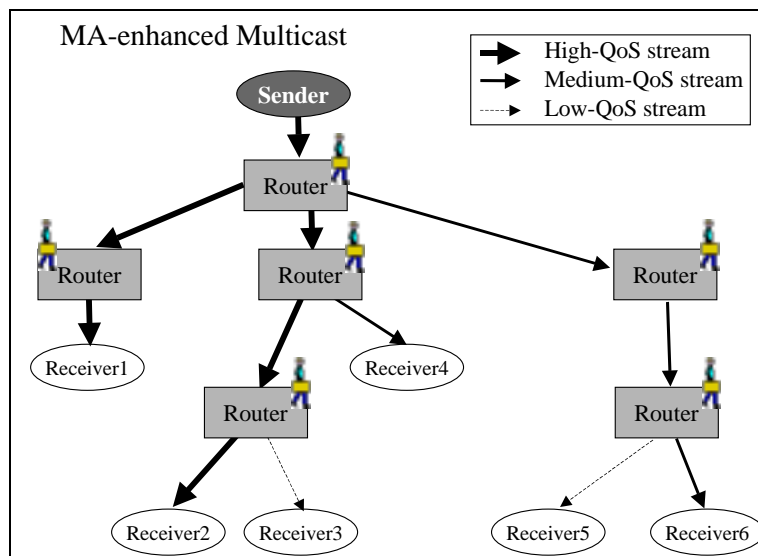 MA-enhanced Multicast
High-QoS stream
Medium-QoS stream
Low-QoS stream
Sender
Router
Router
Router
Router
Receiver1
Receiver4
Router
Router
Receiver2
Receiver3
Receiver5
Receiver6